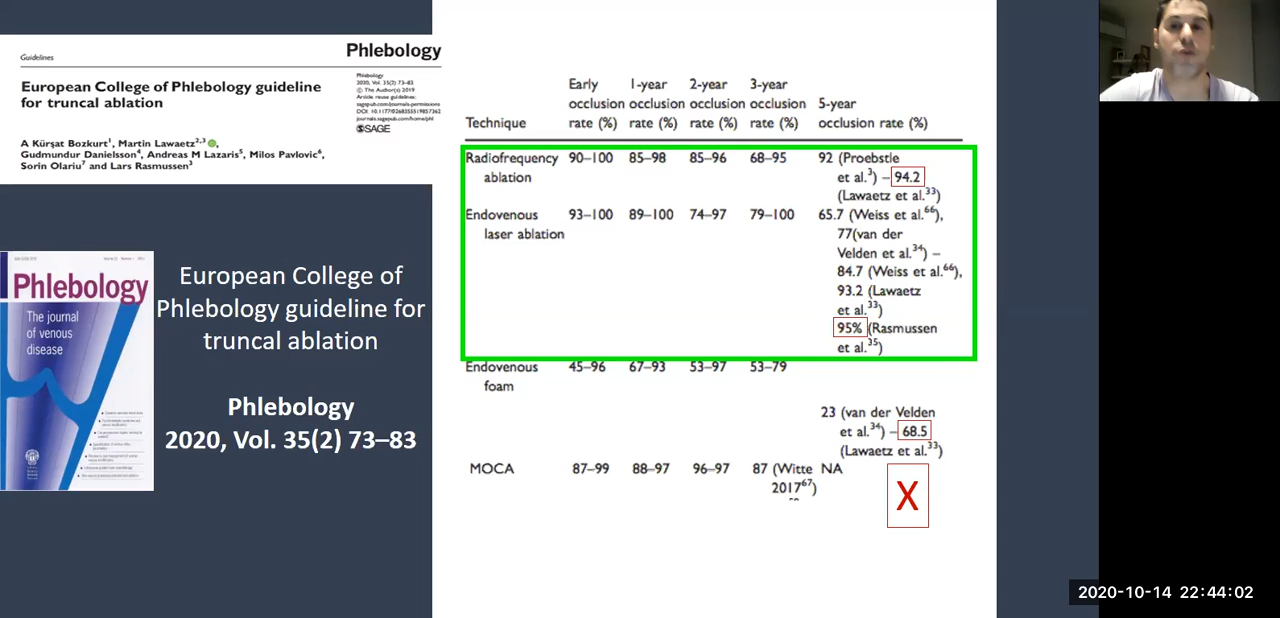 Guidelines
Phlebology
European College of Phlebology guideline
for truncal ablation
Phlebology
2020, Vol. 35(2) 73–83
© The Author(s) 2019
Article reuse guidelines:
sagepub.com/journals-permissions
DOI: 10.1177/0268355519857362
journals.sagepub.com/home/phl
SAGE
A Kürşat Bozkurt1, Martin Lawaetz2,3,
Gudmundur Danielsson4, Andreas M Lazaris5, Milos Pavlovic6,
Sorin Olariu7 and Lars Rasmussen3
Phlebology
The journal
of venous
disease
European College of
Phlebology guideline for
truncal ablation
Phlebology
2020, Vol. 35(2) 73–83
Early 1-year 2-year 3-year
occlusion occlusion occlusion occlusion 5-year
Technique rate (%) rate (%) rate (%) rate (%) occlusion rate (%)
Radiofrequency 90–100 85–98 85–96 68–95 92 (Proebstle
ablation et al.3) – 94.2
(Lawaetz et al.33)
Endovenous 93–100 89–100 74–97 79–100 65.7 (Weiss et al.66),
laser ablation 77(van der
Velden et al.34) –
84.7 (Weiss et al.66),
93.2 (Lawaetz
et al.33)
95% (Rasmussen
et al.35)
Endovenous 45–96 67–93 53–97 53–79
foam
23 (van der Velden
et al.34) – 68.5
(Lawaetz et al.33)
MOCA 87–99 88–97 96–97 87 (Witte NA
201767)
X
2020-10-14 22:44:02